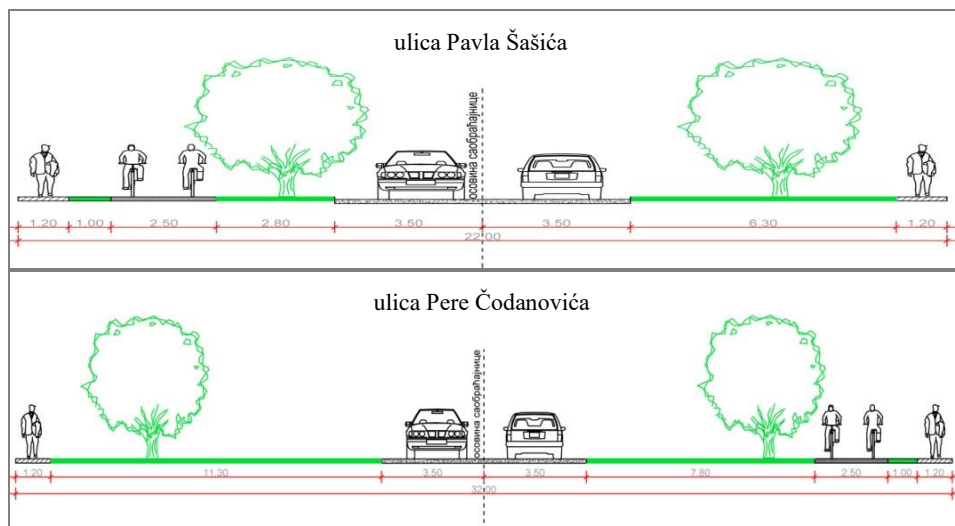 ulica Pavla Šašića
осовина саобраћајнице
1.20 1.00 2.50 2.80 3.50 3.50 6.30 1.20
22.00
ulica Pere Čodanovića
осовина саобраћајнице
1.20 11.30 3.50 3.50 7.80 2.50 1.00 1.20
32.00